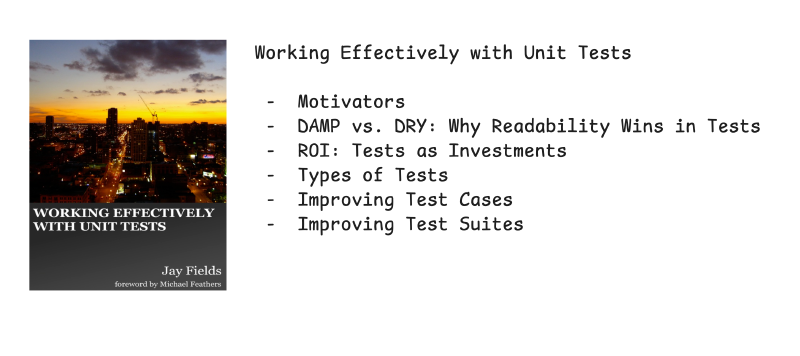 WORKING EFFECTIVELY
WITH UNIT TESTS
Jay Fields
foreword by Michael Feathers
Working Effectively with Unit Tests
- Motivators
- DAMP vs. DRY: Why Readability Wins in Tests
- ROI: Tests as Investments
- Types of Tests
- Improving Test Cases
- Improving Test Suites